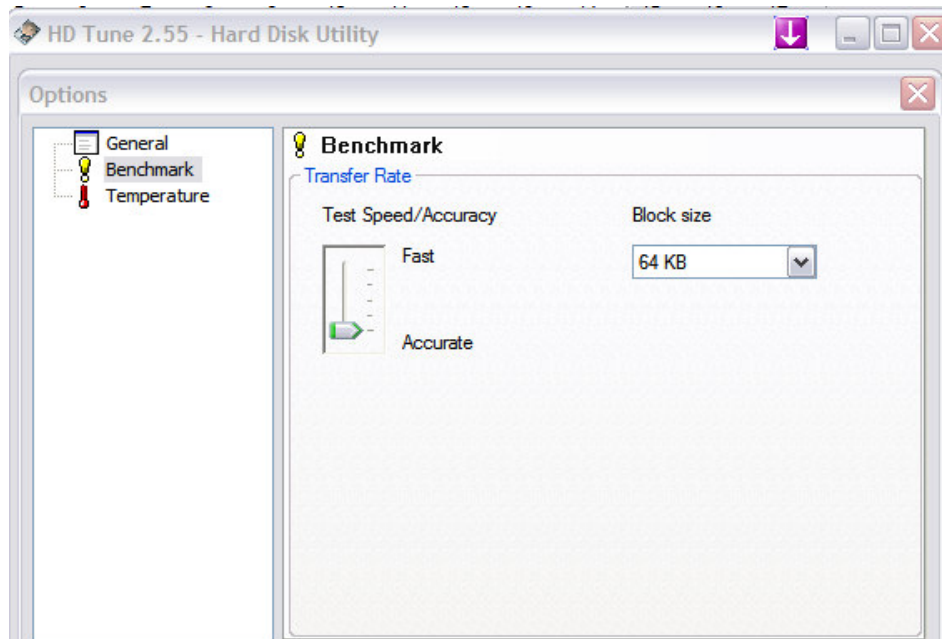 HD Tune 2.55 - Hard Disk Utility
Options
General
Benchmark
Temperature
Benchmark
Transfer Rate
Test Speed/Accuracy
Block size
Fast
64 KB
Accurate